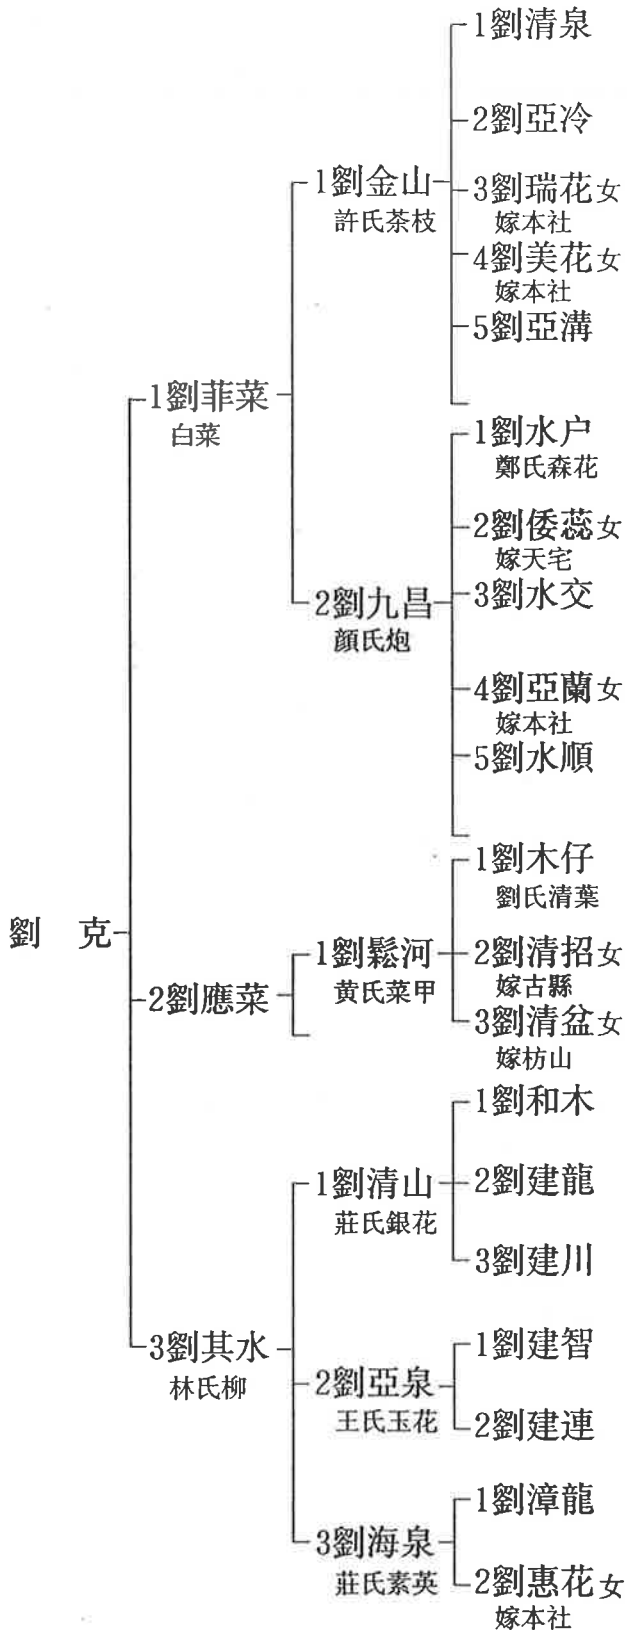 劉　克
1劉菲菜
白菜
1劉金山
許氏茶枝
1劉清泉
2劉亞冷
3劉瑞花女
嫁本社
4劉美花女
嫁本社
5劉亞溝
2劉九昌
顏氏炮
1劉水户
鄭氏森花
2劉倭蕊女
嫁天宅
3劉水交
4劉亞蘭女
嫁本社
5劉水順
2劉應菜
1劉鬆河
黄氏菜甲
1劉木仔
劉氏清葉
2劉清招女
嫁古縣
3劉清盆女
嫁枋山
3劉其水
林氏柳
1劉清山
莊氏銀花
1劉和木
2劉建龍
3劉建川
2劉亞泉
王氏玉花
1劉建智
2劉建連
3劉海泉
莊氏素英
1劉漳龍
2劉惠花女
嫁本社